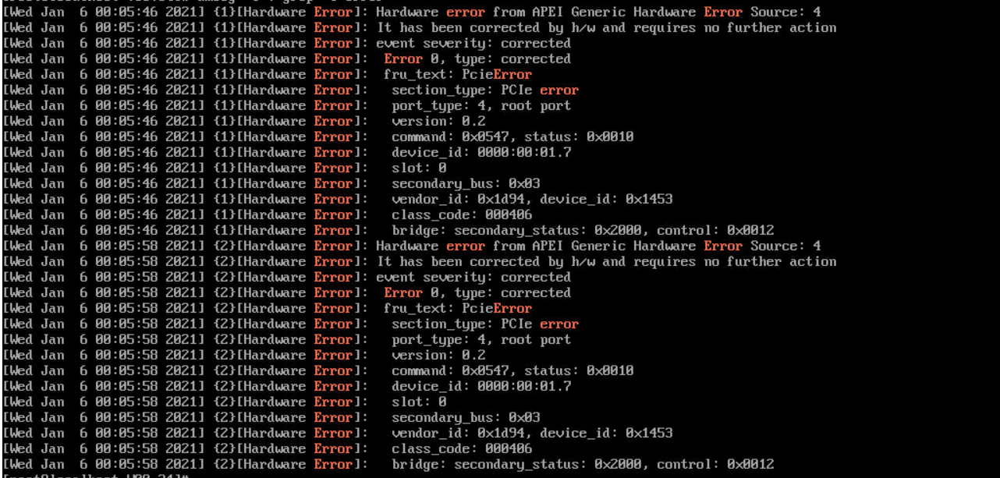 [Wed Jan  6 00:05:46 2021] {1}[Hardware Error]: Hardware error from APEI Generic Hardware Error Source: 4
[Wed Jan  6 00:05:46 2021] {1}[Hardware Error]: It has been corrected by h/w and requires no further action
[Wed Jan  6 00:05:46 2021] {1}[Hardware Error]: event severity: corrected
[Wed Jan  6 00:05:46 2021] {1}[Hardware Error]:  Error 0, type: corrected
[Wed Jan  6 00:05:46 2021] {1}[Hardware Error]:  fru_text: PcieError
[Wed Jan  6 00:05:46 2021] {1}[Hardware Error]:   section_type: PCIe error
[Wed Jan  6 00:05:46 2021] {1}[Hardware Error]:   port_type: 4, root port
[Wed Jan  6 00:05:46 2021] {1}[Hardware Error]:   version: 0.2
[Wed Jan  6 00:05:46 2021] {1}[Hardware Error]:   command: 0x0547, status: 0x0010
[Wed Jan  6 00:05:46 2021] {1}[Hardware Error]:   device_id: 0000:00:01.7
[Wed Jan  6 00:05:46 2021] {1}[Hardware Error]:   slot: 0
[Wed Jan  6 00:05:46 2021] {1}[Hardware Error]:   secondary_bus: 0x03
[Wed Jan  6 00:05:46 2021] {1}[Hardware Error]:   vendor_id: 0x1d94, device_id: 0x1453
[Wed Jan  6 00:05:46 2021] {1}[Hardware Error]:   class_code: 000406
[Wed Jan  6 00:05:46 2021] {1}[Hardware Error]:   bridge: secondary_status: 0x2000, control: 0x0012
[Wed Jan  6 00:05:58 2021] {2}[Hardware Error]: Hardware error from APEI Generic Hardware Error Source: 4
[Wed Jan  6 00:05:58 2021] {2}[Hardware Error]: It has been corrected by h/w and requires no further action
[Wed Jan  6 00:05:58 2021] {2}[Hardware Error]: event severity: corrected
[Wed Jan  6 00:05:58 2021] {2}[Hardware Error]:  Error 0, type: corrected
[Wed Jan  6 00:05:58 2021] {2}[Hardware Error]:  fru_text: PcieError
[Wed Jan  6 00:05:58 2021] {2}[Hardware Error]:   section_type: PCIe error
[Wed Jan  6 00:05:58 2021] {2}[Hardware Error]:   port_type: 4, root port
[Wed Jan  6 00:05:58 2021] {2}[Hardware Error]:   version: 0.2
[Wed Jan  6 00:05:58 2021] {2}[Hardware Error]:   command: 0x0547, status: 0x0010
[Wed Jan  6 00:05:58 2021] {2}[Hardware Error]:   device_id: 0000:00:01.7
[Wed Jan  6 00:05:58 2021] {2}[Hardware Error]:   slot: 0
[Wed Jan  6 00:05:58 2021] {2}[Hardware Error]:   secondary_bus: 0x03
[Wed Jan  6 00:05:58 2021] {2}[Hardware Error]:   vendor_id: 0x1d94, device_id: 0x1453
[Wed Jan  6 00:05:58 2021] {2}[Hardware Error]:   class_code: 000406
[Wed Jan  6 00:05:58 2021] {2}[Hardware Error]:   bridge: secondary_status: 0x2000, control: 0x0012